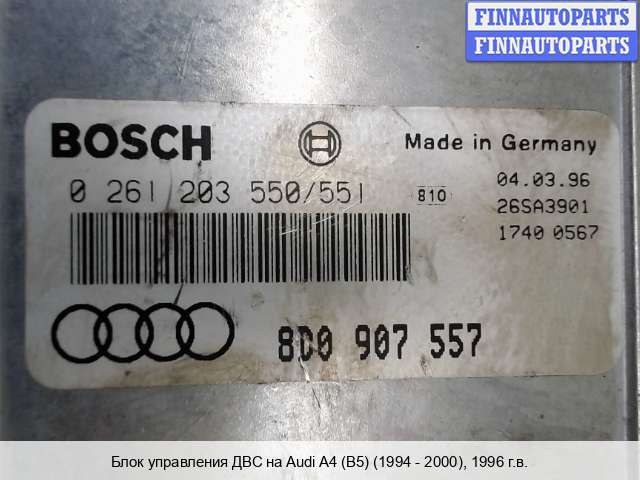 FINNAUTOPARTS
FINNAUTOPARTS
BOSCH
Made in Germany
0 261 203 550/551
810
04.03.96
26SA3901
1740 0567
8D0 907 557
Блок управления ДВС на Audi A4 (B5) (1994 - 2000), 1996 г.в.